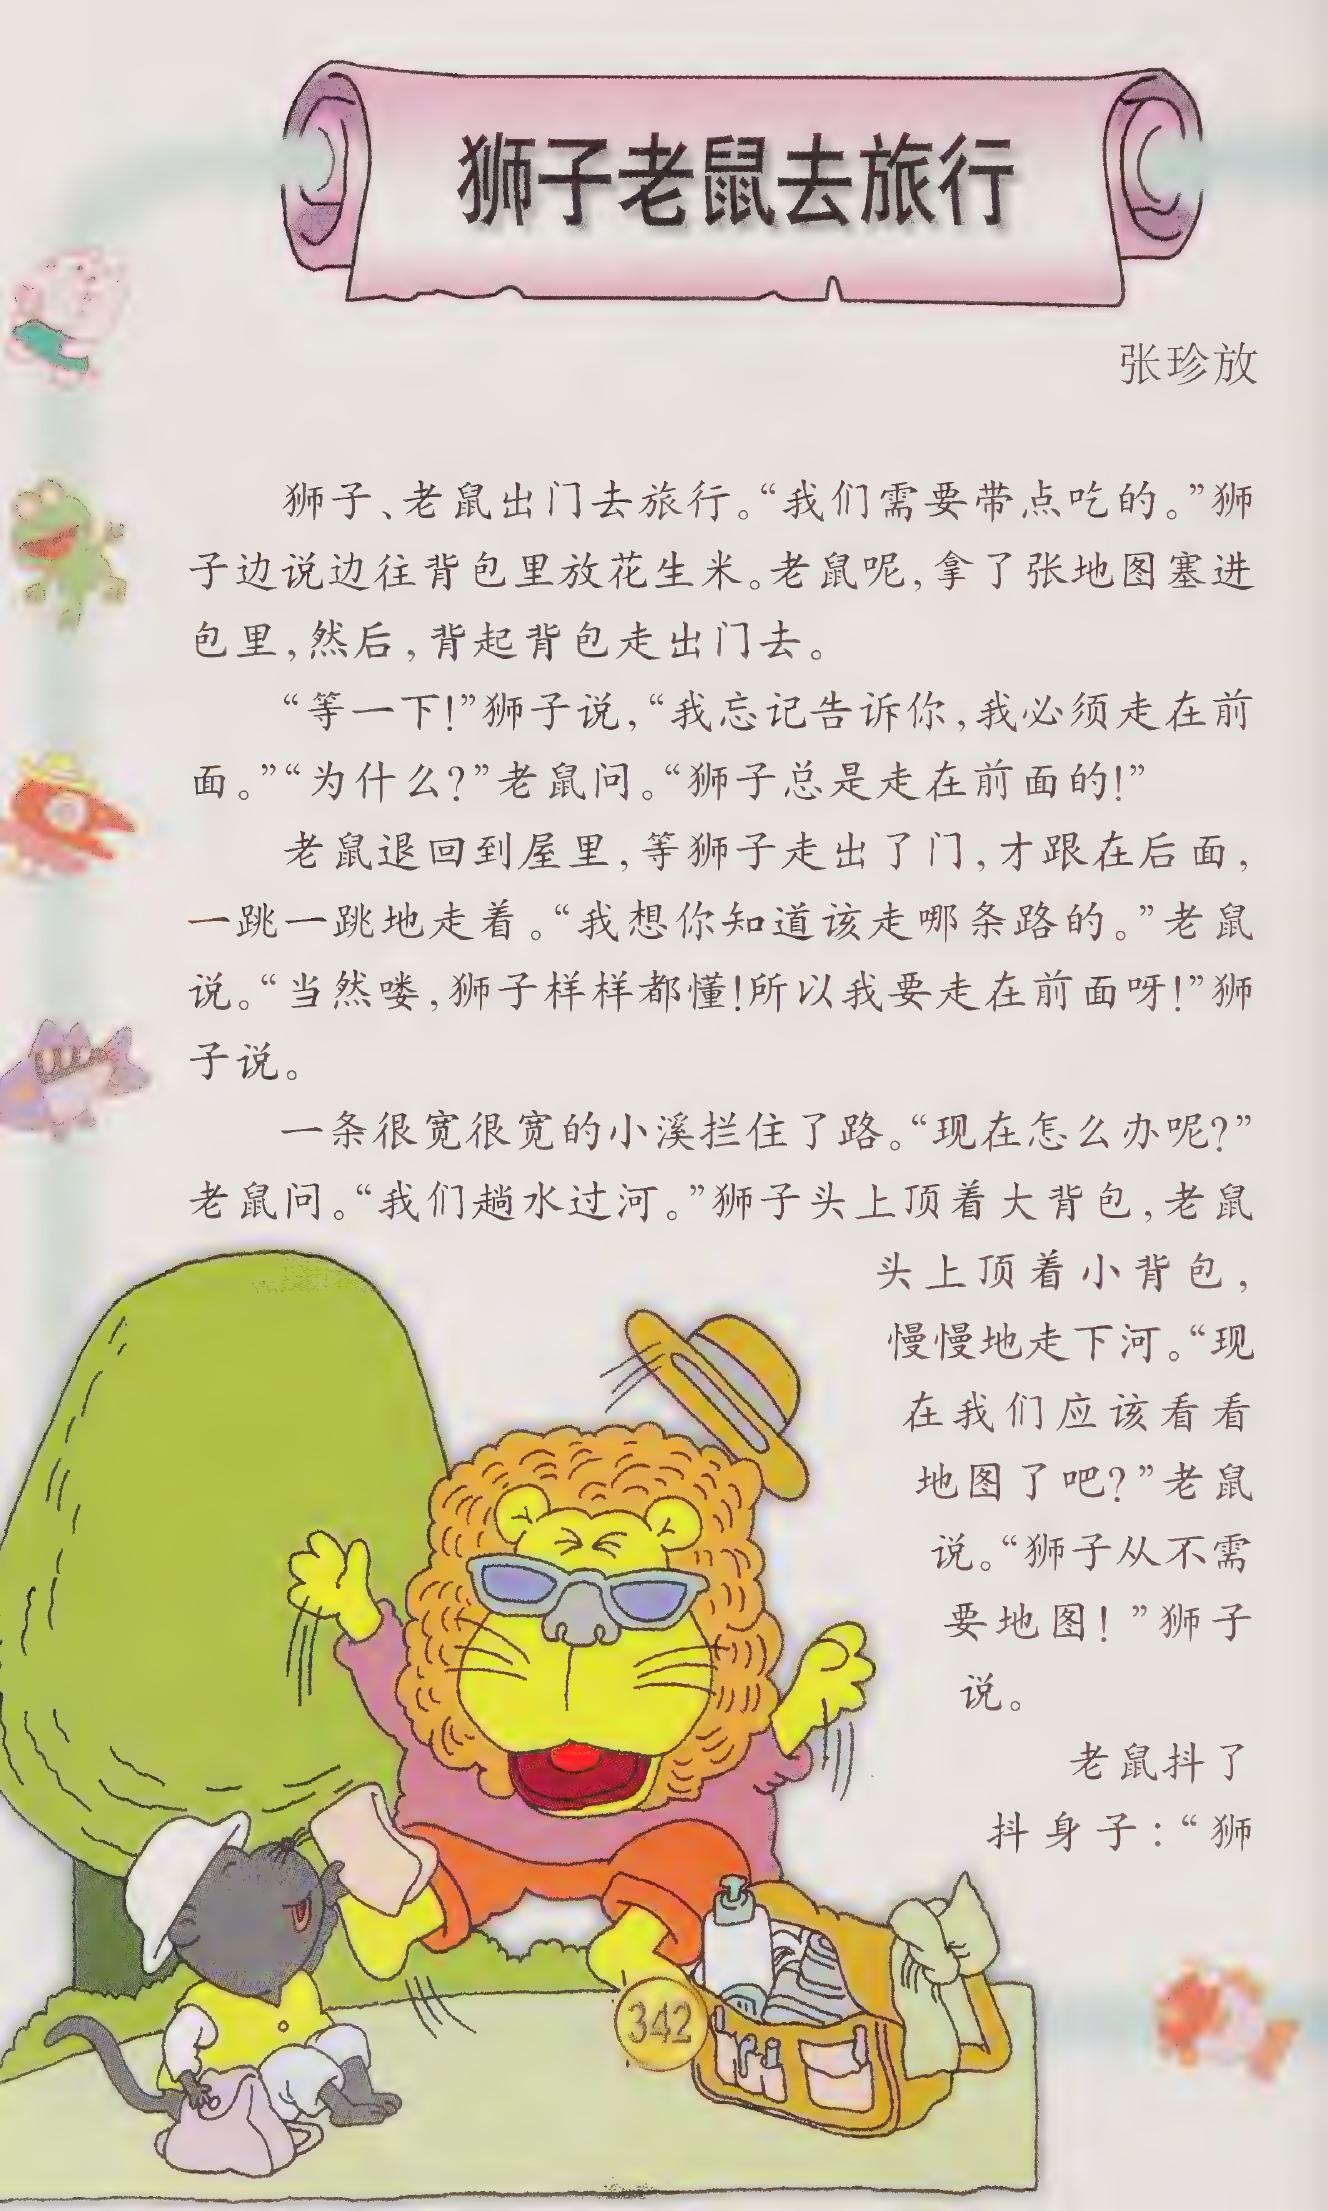 狮子老鼠去旅行
张珍放
狮子、老鼠出门去旅行。“我们需要带点吃的。”狮
子边说边往背包里放花生米。老鼠呢,拿了张地图塞进
包里,然后,背起背包走出门去。
“等一下!”狮子说,“我忘记告诉你,我必须走在前
面。”“为什么?”老鼠问。“狮子总是走在前面的!”
老鼠退回到屋里,等狮子走出了门,才跟在后面,
一跳一跳地走着。“我想你知道该走哪条路的。”老鼠
说。“当然喽,狮子样样都懂!所以我要走在前面呀!”狮
子说。
一条很宽很宽的小溪拦住了路。“现在怎么办呢?”
老鼠问。“我们趟水过河。”狮子头上顶着大背包,老鼠
头上顶着小背包,
慢慢地走下河。“现
在我们应该看看
地图了吧?”老鼠
说。“狮子从不需
要地图!”狮子
说。
老鼠抖了
抖身子:“狮
342